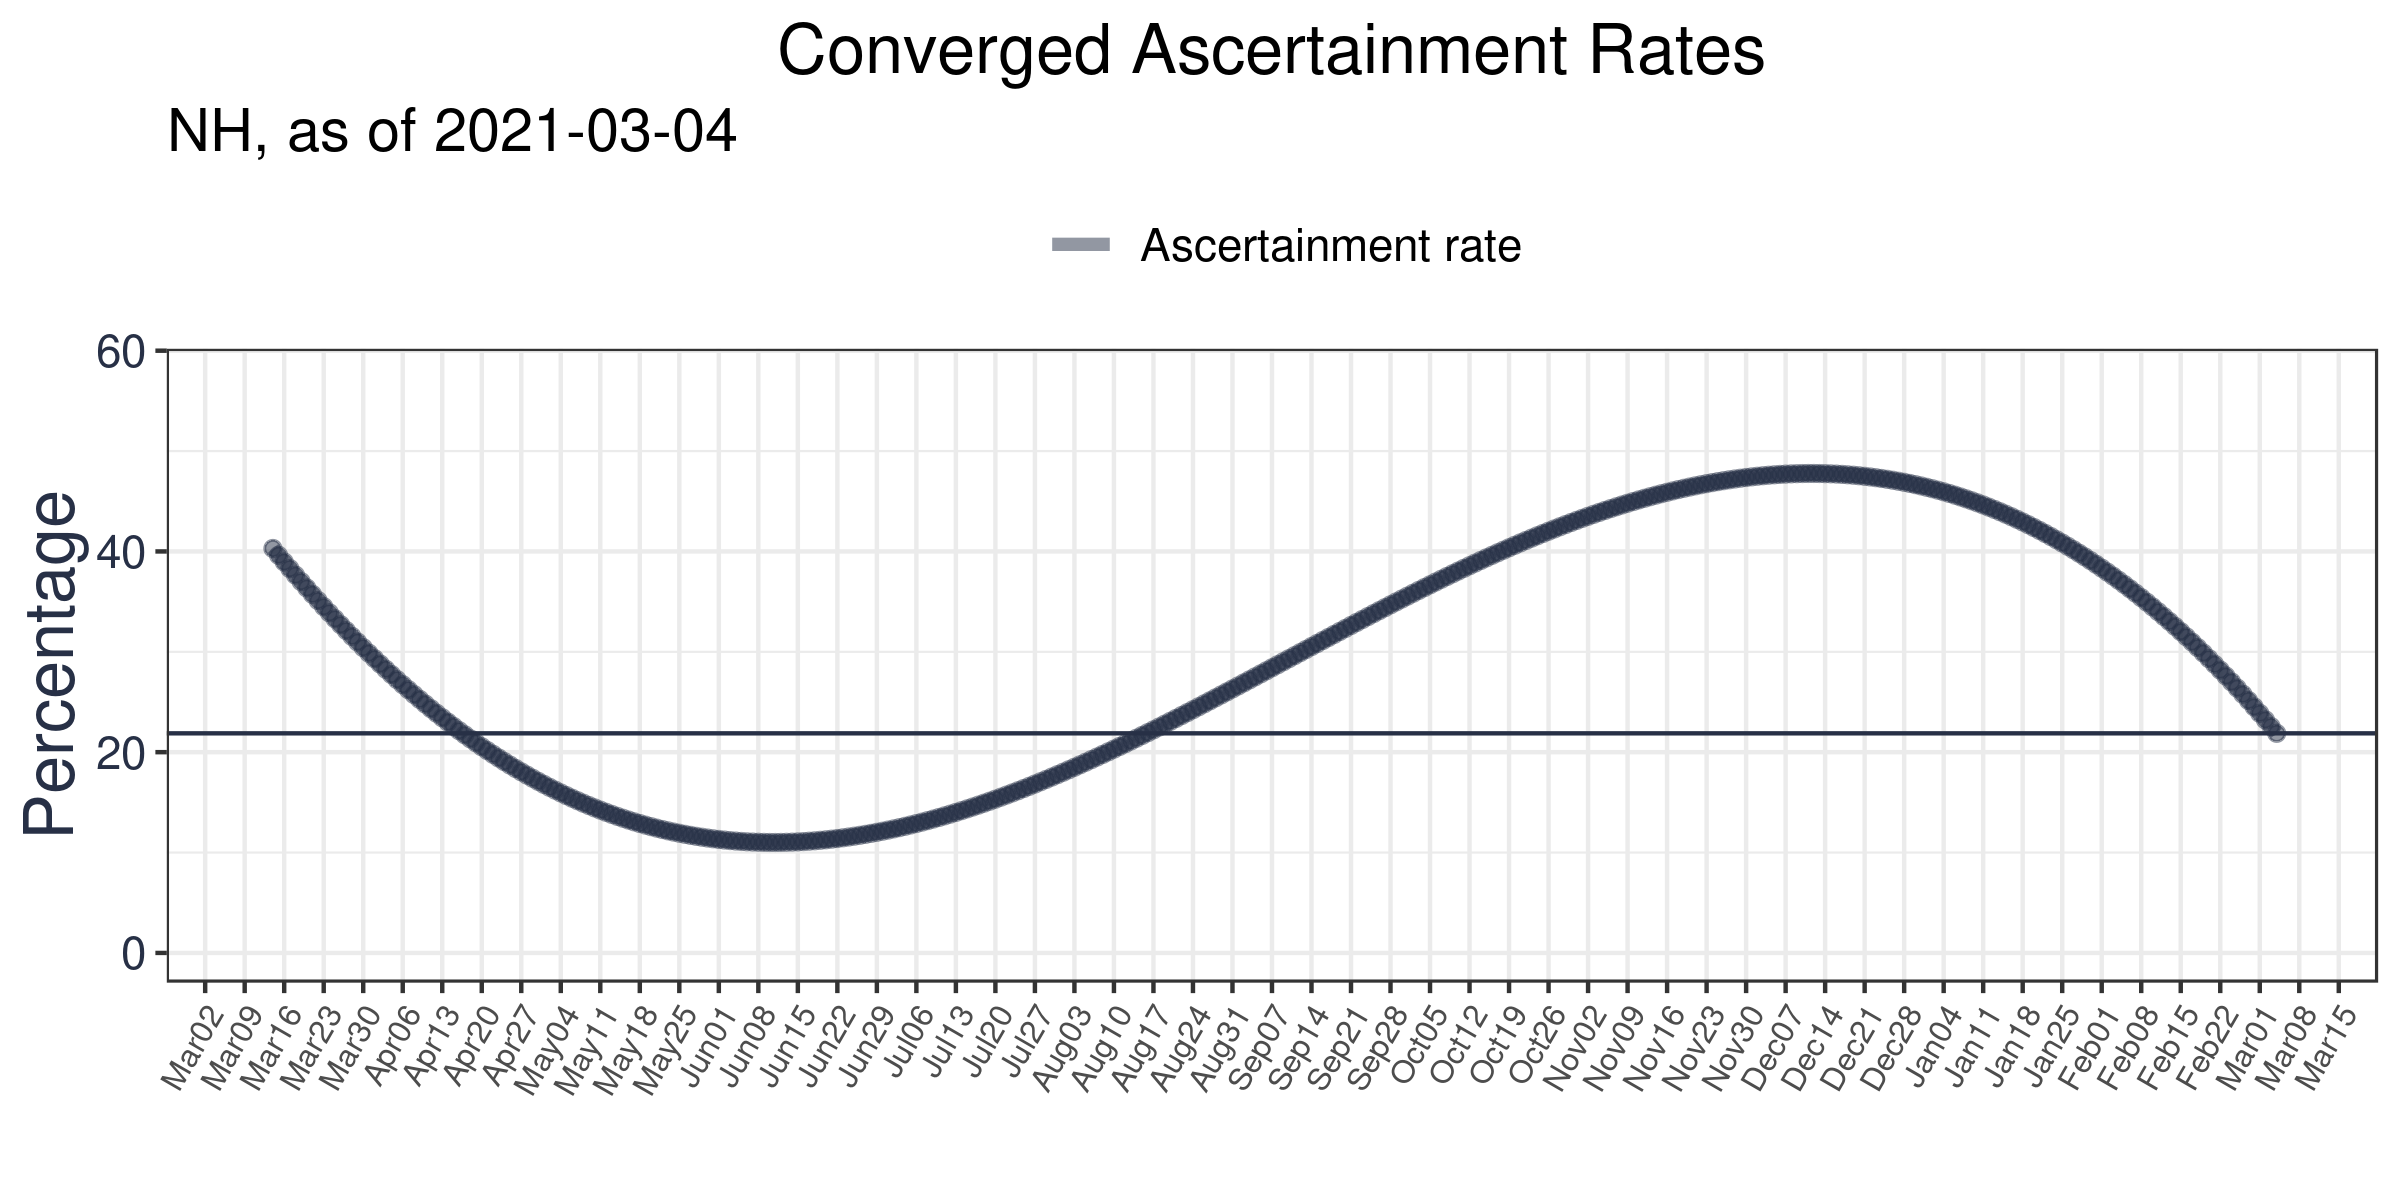 Converged Ascertainment Rates
NH, as of 2021-03-04
Ascertainment rate
Percentage
60
40
20
0
Mar02 Mar09 Mar16 Mar23 Mar30 Apr06 Apr13 Apr20 Apr27 May04 May11 May18 May25 Jun01 Jun08 Jun15 Jun22 Jun29 Jul06 Jul13 Jul20 Jul27 Aug03 Aug10 Aug17 Aug24 Aug31 Sep07 Sep14 Sep21 Sep28 Oct05 Oct12 Oct19 Oct26 Nov02 Nov09 Nov16 Nov23 Nov30 Dec07 Dec14 Dec21 Dec28 Jan04 Jan11 Jan18 Jan25 Feb01 Feb08 Feb15 Feb22 Mar01 Mar08 Mar15